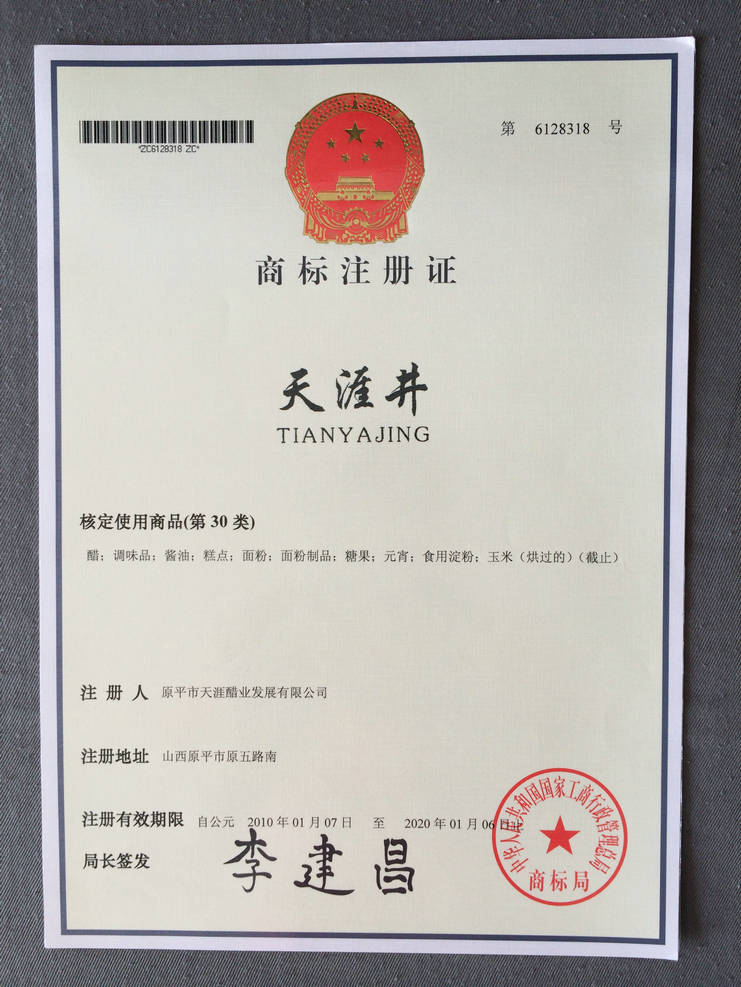 *ZC6128318 ZC*
第 6128318 号
商标注册证
天涯井
TIANYAJING
核定使用商品(第 30 类)
醋；调味品；酱油；糕点；面粉；面粉制品；糖果；元宵；食用淀粉；玉米（烘过的）（截止）
注 册 人 原平市天涯醋业发展有限公司
注册地址 山西原平市原五路南
注册有效期限 自公元 2010 年 01 月 07 日 至 2020 年 01 月 06 日止
局长签发 李建昌
中华人民共和国国家工商行政管理总局
商标局